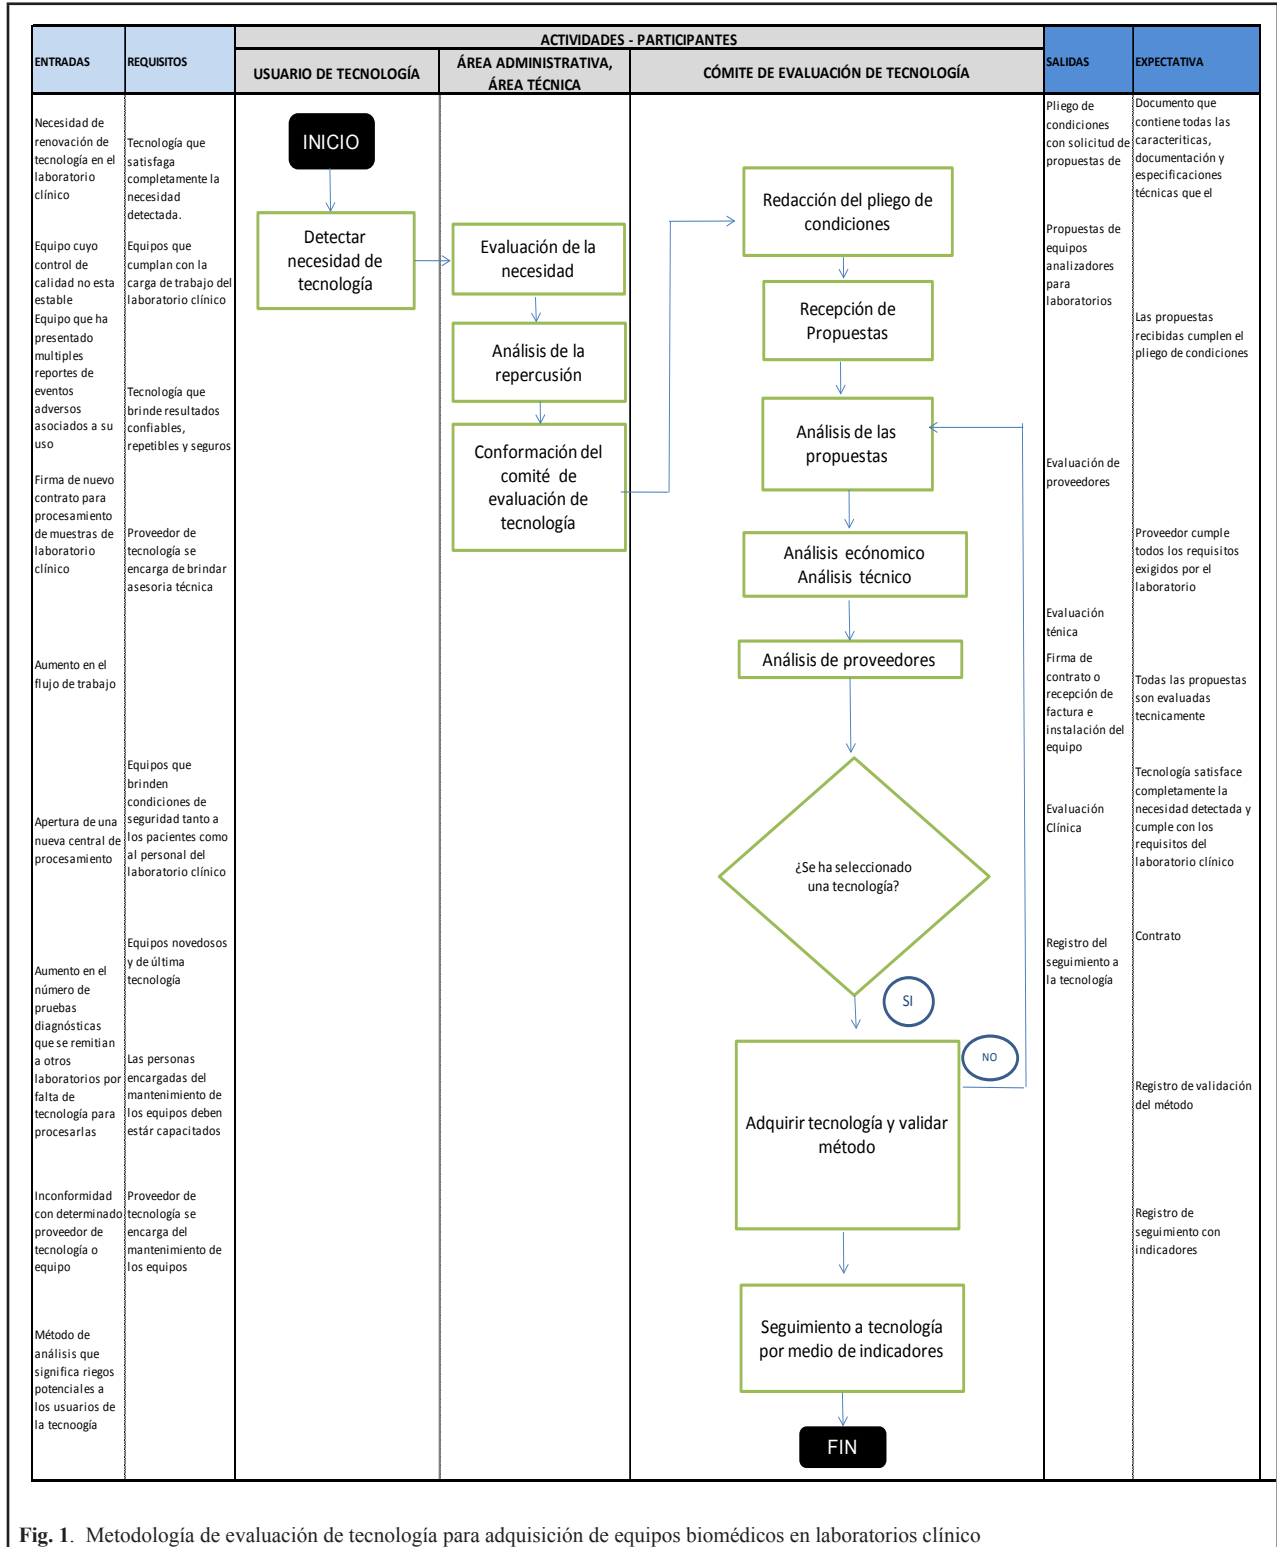 ENTRADAS
REQUISITOS
ACTIVIDADES - PARTICIPANTES
USUARIO DE TECNOLOGÍA
ÁREA ADMINISTRATIVA,
ÁREA TÉCNICA
CÓMITE DE EVALUACIÓN DE TECNOLOGÍA
SALIDAS
EXPECTATIVA
Necesidad de
renovación de
tecnología en el
laboratorio
clínico
Equipo cuyo
control de
calidad no esta
estable
Equipo que ha
presentado
multiples
reportes de
eventos
adversos
asociados a su
uso
Firma de nuevo
contrato para
procesamiento
de muestras de
laboratorio
clínico
Aumento en el
flujo de trabajo
Apertura de una
nueva central de
procesamiento
Aumento en el
número de
pruebas
diagnósticas
que se remitian
a otros
laboratorios por
falta de
tecnología para
procesarlas
Inconformidad
con determinado
proveedor de
tecnología o
equipo
Método de
análisis que
significa riegos
potenciales a
los usuarios de
la tecnoogía
Tecnología que
satisfaga
completamente la
necesidad
detectada.
Equipos que
cumplan con la
carga de trabajo del
laboratorio clínico
Tecnología que
brinde resultados
confiables,
repetibles y seguros
Proveedor de
tecnología se
encarga de brindar
asesoria técnica
Equipos que
brinden
condiciones de
seguridad tanto a
los pacientes como
al personal del
laboratorio clínico
Equipos novedosos
y de última
tecnología
Las personas
encargadas del
mantenimiento de
los equipos deben
estár capacitados
Proveedor de
tecnología se
encarga del
mantenimiento de
los equipos
INICIO
Detectar
necesidad de
tecnología
Evaluación de la
necesidad
Análisis de la
repercusión
Conformación del
comité de
evaluación de
tecnología
Redacción del pliego de
condiciones
Recepción de
Propuestas
Análisis de las
propuestas
Análisis ecónomico
Análisis técnico
Análisis de proveedores
¿Se ha seleccionado
una tecnología?
SI
NO
Adquirir tecnología y validar
método
Seguimiento a tecnología
por medio de indicadores
FIN
Pliego de
condiciones
con solicitud de
propuestas de
Propuestas de
equipos
analizadores
para
laboratorios
Evaluación de
proveedores
Evaluación
ténica
Firma de
contrato o
recepción de
factura e
instalación del
equipo
Evaluación
Clínica
Registro del
seguimiento a
la tecnología
Documento que
contiene todas las
caracteriticas,
documentación y
especificaciones
técnicas que el
Las propuestas
recibidas cumplen el
pliego de condiciones
Proveedor cumple
todos los requisitos
exigidos por el
laboratorio
Todas las propuestas
son evaluadas
tecnicamente
Tecnología satisface
completamente la
necesidad detectada y
cumple con los
requisitos del
laboratorio clínico
Contrato
Registro de validación
del método
Registro de
seguimiento con
indicadores
Fig. 1. Metodología de evaluación de tecnología para adquisición de equipos biomédicos en laboratorios clínico